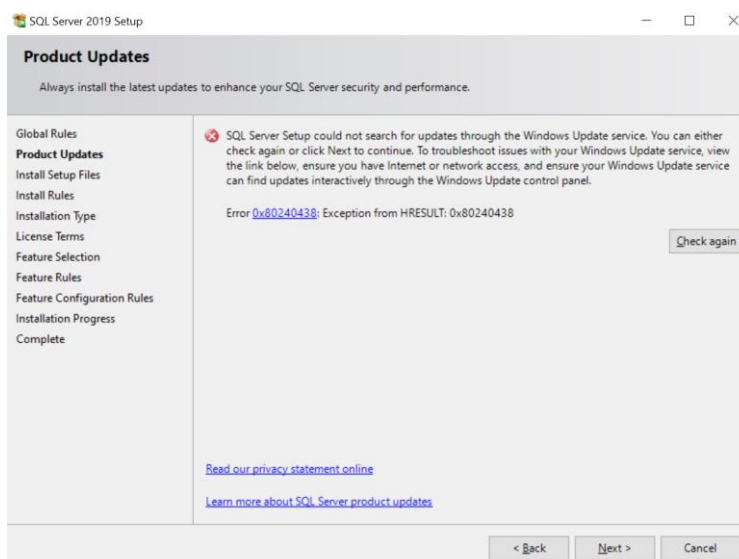 SQL Server 2019 Setup
Product Updates
Always install the latest updates to enhance your SQL Server security and performance.
Global Rules
Product Updates
Install Setup Files
Install Rules
Installation Type
License Terms
Feature Selection
Feature Rules
Feature Configuration Rules
Installation Progress
Complete
SQL Server Setup could not search for updates through the Windows Update service. You can either
check again or click Next to continue. To troubleshoot issues with your Windows Update service, view
the link below, ensure you have Internet or network access, and ensure your Windows Update service
can find updates interactively through the Windows Update control panel.
Error 0x80240438: Exception from HRESULT: 0x80240438
Check again
Read our privacy statement online
Learn more about SQL Server product updates
< Back
Next >
Cancel